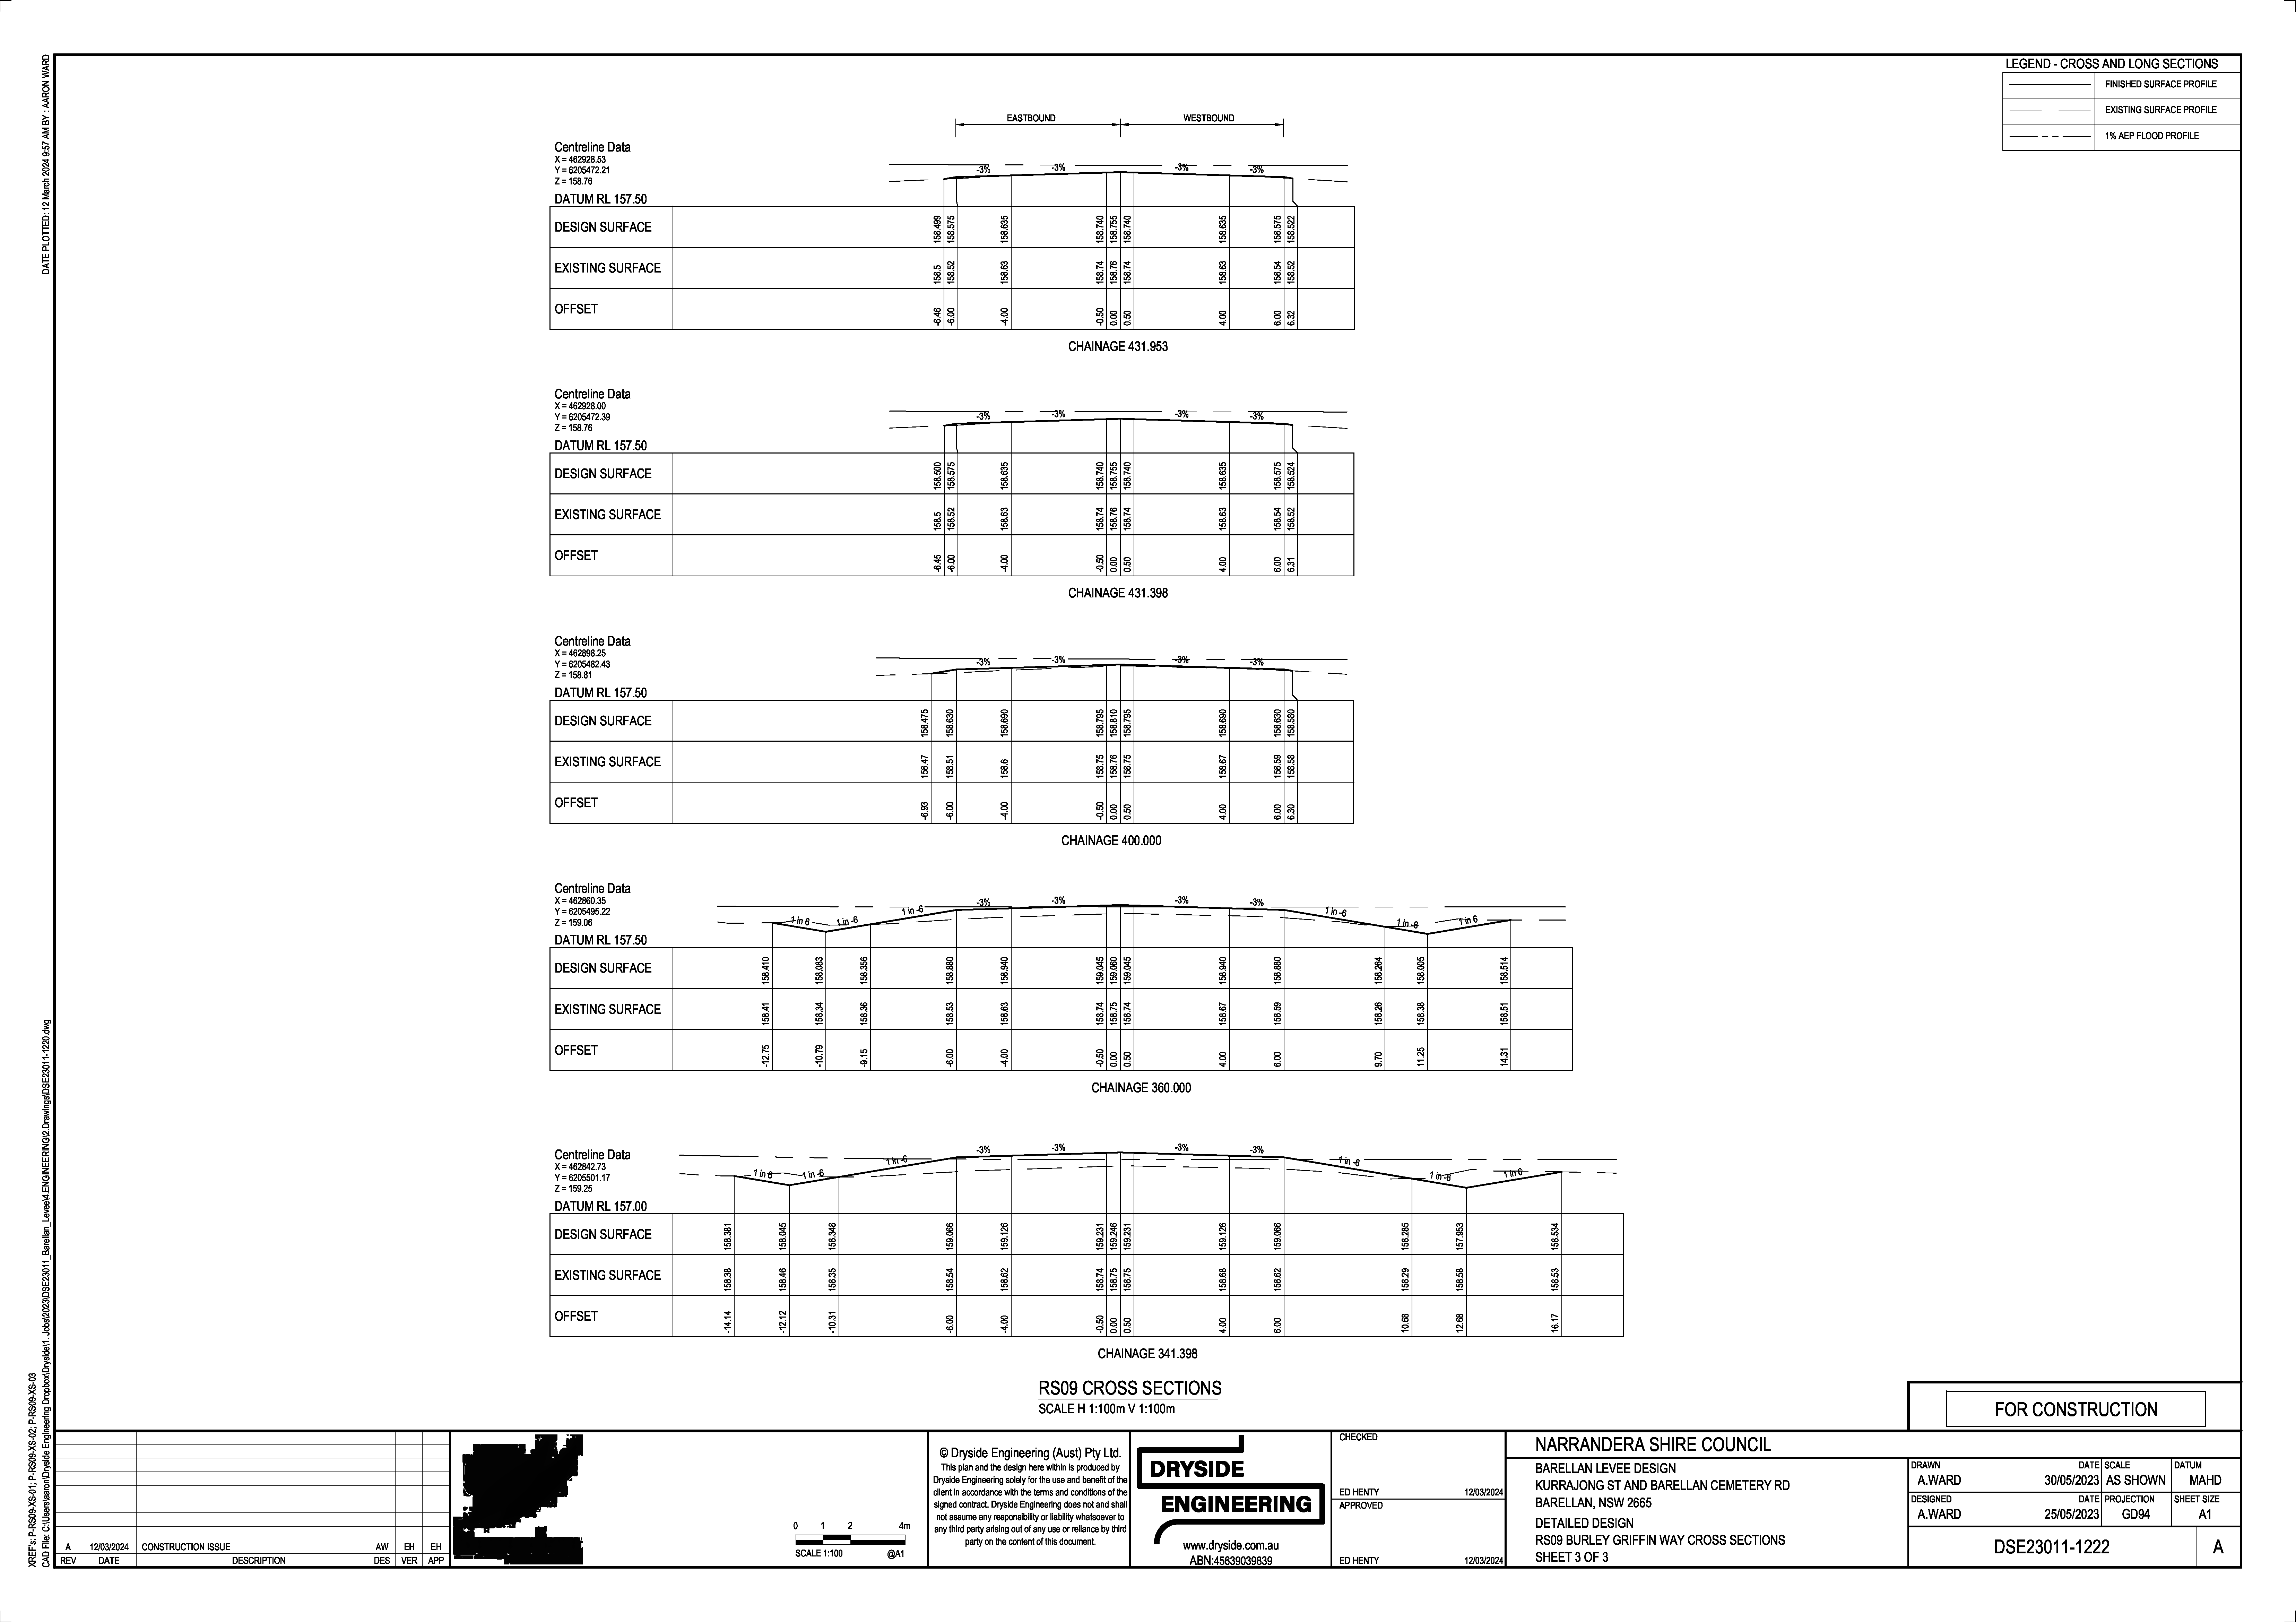 LEGEND - CROSS AND LONG SECTIONS
FINISHED SURFACE PROFILE
EXISTING SURFACE PROFILE
1% AEP FLOOD PROFILE
DATE PLOTTED: 12 March 2024 9:57 AM BY : AARON WARD
XREF's: P-RS09-XS-01; P-RS09-XS-02; P-RS09-XS-03
CAD File: C:\Users\aaron\Dryside Engineering Dropbox\Dryside\1. Jobs\2023\DSE23011_Barellan_Levee\4.ENGINEERING\2.Drawings\DSE23011-1220.dwg
EASTBOUND WESTBOUND
Centreline Data
X = 462928.53
Y = 6205472.21
Z = 158.76
-3% -3% -3% -3%
DATUM RL 157.50
DESIGN SURFACE 158.499 158.575 158.635 158.740 158.755 158.740 158.635 158.575 158.522
EXISTING SURFACE 158.5 158.52 158.63 158.74 158.76 158.74 158.63 158.54 158.52
OFFSET -6.46 -6.00 -4.00 -0.50 0.00 0.50 4.00 6.00 6.32
CHAINAGE 431.953
Centreline Data
X = 462928.00
Y = 6205472.39
Z = 158.76
-3% -3% -3% -3%
DATUM RL 157.50
DESIGN SURFACE 158.500 158.575 158.635 158.740 158.755 158.740 158.635 158.575 158.524
EXISTING SURFACE 158.5 158.52 158.63 158.74 158.76 158.74 158.63 158.54 158.52
OFFSET -6.45 -6.00 -4.00 -0.50 0.00 0.50 4.00 6.00 6.31
CHAINAGE 431.398
Centreline Data
X = 462898.25
Y = 6205482.43
Z = 158.81
-3% -3% -3% -3%
DATUM RL 157.50
DESIGN SURFACE 158.475 158.630 158.690 158.795 158.810 158.795 158.690 158.630 158.580
EXISTING SURFACE 158.47 158.51 158.6 158.75 158.76 158.75 158.67 158.59 158.58
OFFSET -6.93 -6.00 -4.00 -0.50 0.00 0.50 4.00 6.00 6.30
CHAINAGE 400.000
Centreline Data
X = 462860.35
Y = 6205495.22
Z = 159.06
1 in 6 1 in -6 1 in -6 -3% -3% -3% -3% 1 in -6 1 in -6 1 in 6
DATUM RL 157.50
DESIGN SURFACE 158.410 158.083 158.356 158.880 158.940 159.045 159.060 159.045 158.940 158.880 158.264 158.005 158.514
EXISTING SURFACE 158.41 158.34 158.36 158.53 158.63 158.74 158.75 158.74 158.67 158.59 158.26 158.38 158.51
OFFSET -12.75 -10.79 -9.15 -6.00 -4.00 -0.50 0.00 0.50 4.00 6.00 9.70 11.25 14.31
CHAINAGE 360.000
Centreline Data
X = 462842.73
Y = 6205501.17
Z = 159.25
1 in 6 1 in -6 1 in -6 -3% -3% -3% -3% 1 in -6 1 in -6 1 in 6
DATUM RL 157.00
DESIGN SURFACE 158.381 158.045 158.348 159.066 159.126 159.231 159.246 159.231 159.126 159.066 158.285 157.953 158.534
EXISTING SURFACE 158.38 158.46 158.35 158.54 158.62 158.74 158.75 158.75 158.68 158.62 158.29 158.58 158.53
OFFSET -14.14 -12.12 -10.31 -6.00 -4.00 -0.50 0.00 0.50 4.00 6.00 10.68 12.68 16.17
CHAINAGE 341.398
RS09 CROSS SECTIONS
SCALE H 1:100m V 1:100m
FOR CONSTRUCTION
A 12/03/2024 CONSTRUCTION ISSUE AW EH EH
REV DATE DESCRIPTION DES VER APP
0 1 2 4m
SCALE 1:100 @A1
© Dryside Engineering (Aust) Pty Ltd.
This plan and the design here within is produced by
Dryside Engineering solely for the use and benefit of the
client in accordance with the terms and conditions of the
signed contract. Dryside Engineering does not and shall
not assume any responsibility or liability whatsoever to
any third party arising out of any use or reliance by third
party on the content of this document.
DRYSIDE
ENGINEERING
www.dryside.com.au
ABN:45639039839
CHECKED
ED HENTY 12/03/2024
APPROVED
ED HENTY 12/03/2024
NARRANDERA SHIRE COUNCIL
BARELLAN LEVEE DESIGN
KURRAJONG ST AND BARELLAN CEMETERY RD
BARELLAN, NSW 2665
DETAILED DESIGN
RS09 BURLEY GRIFFIN WAY CROSS SECTIONS
SHEET 3 OF 3
DRAWN DATE SCALE DATUM
A.WARD 30/05/2023 AS SHOWN MAHD
DESIGNED DATE PROJECTION SHEET SIZE
A.WARD 25/05/2023 GD94 A1
DSE23011-1222 A